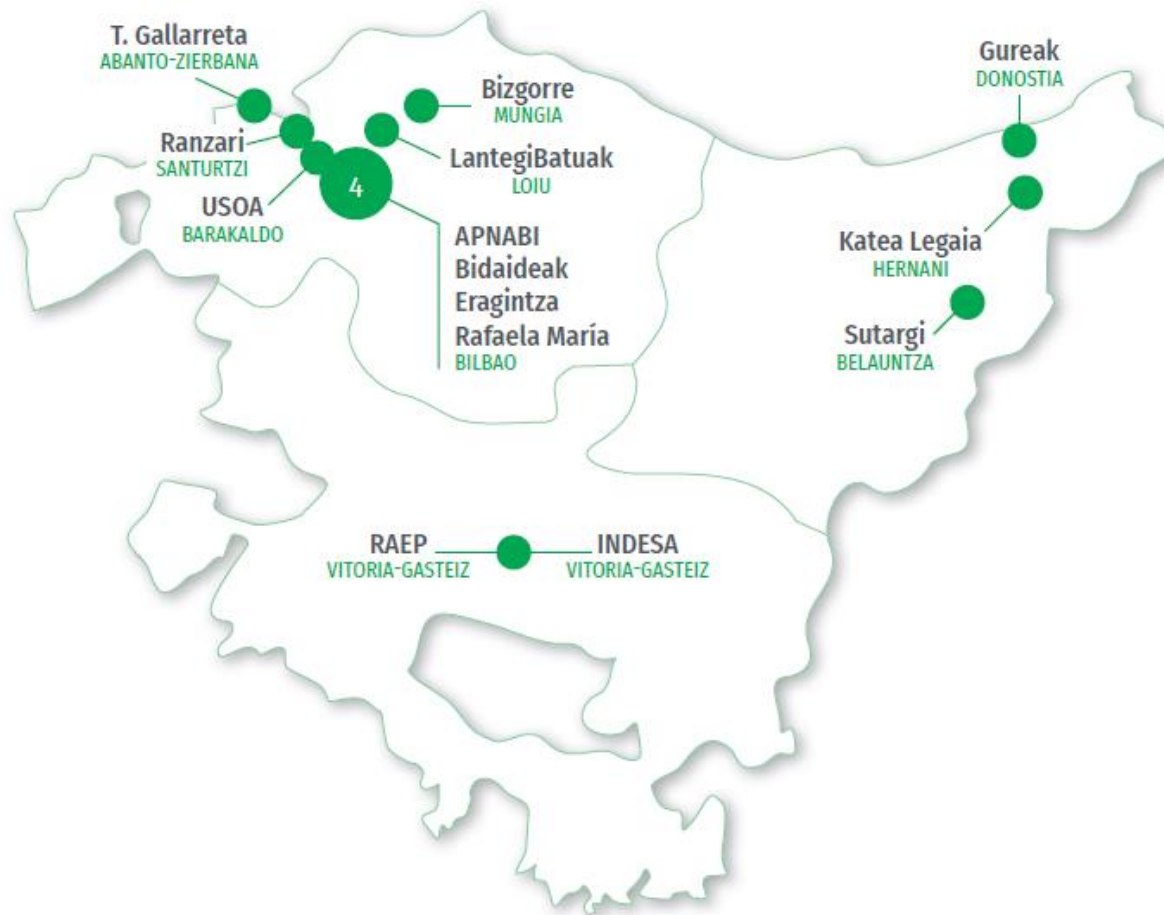 T. Gallarreta
ABANTO-ZIERBANA
Ranzari
SANTURTZI
USOA
BARAKALDO
4
Bizgorre
MUNGIA
LantegiBatuak
LOIU
APNABI
Bidaideak
Eragintza
Rafaela María
BILBAO
Gureak
DONOSTIA
Katea Legaia
HERNANI
Sutargi
BELAUNTZA
RAEP
VITORIA-GASTEIZ
INDESA
VITORIA-GASTEIZ